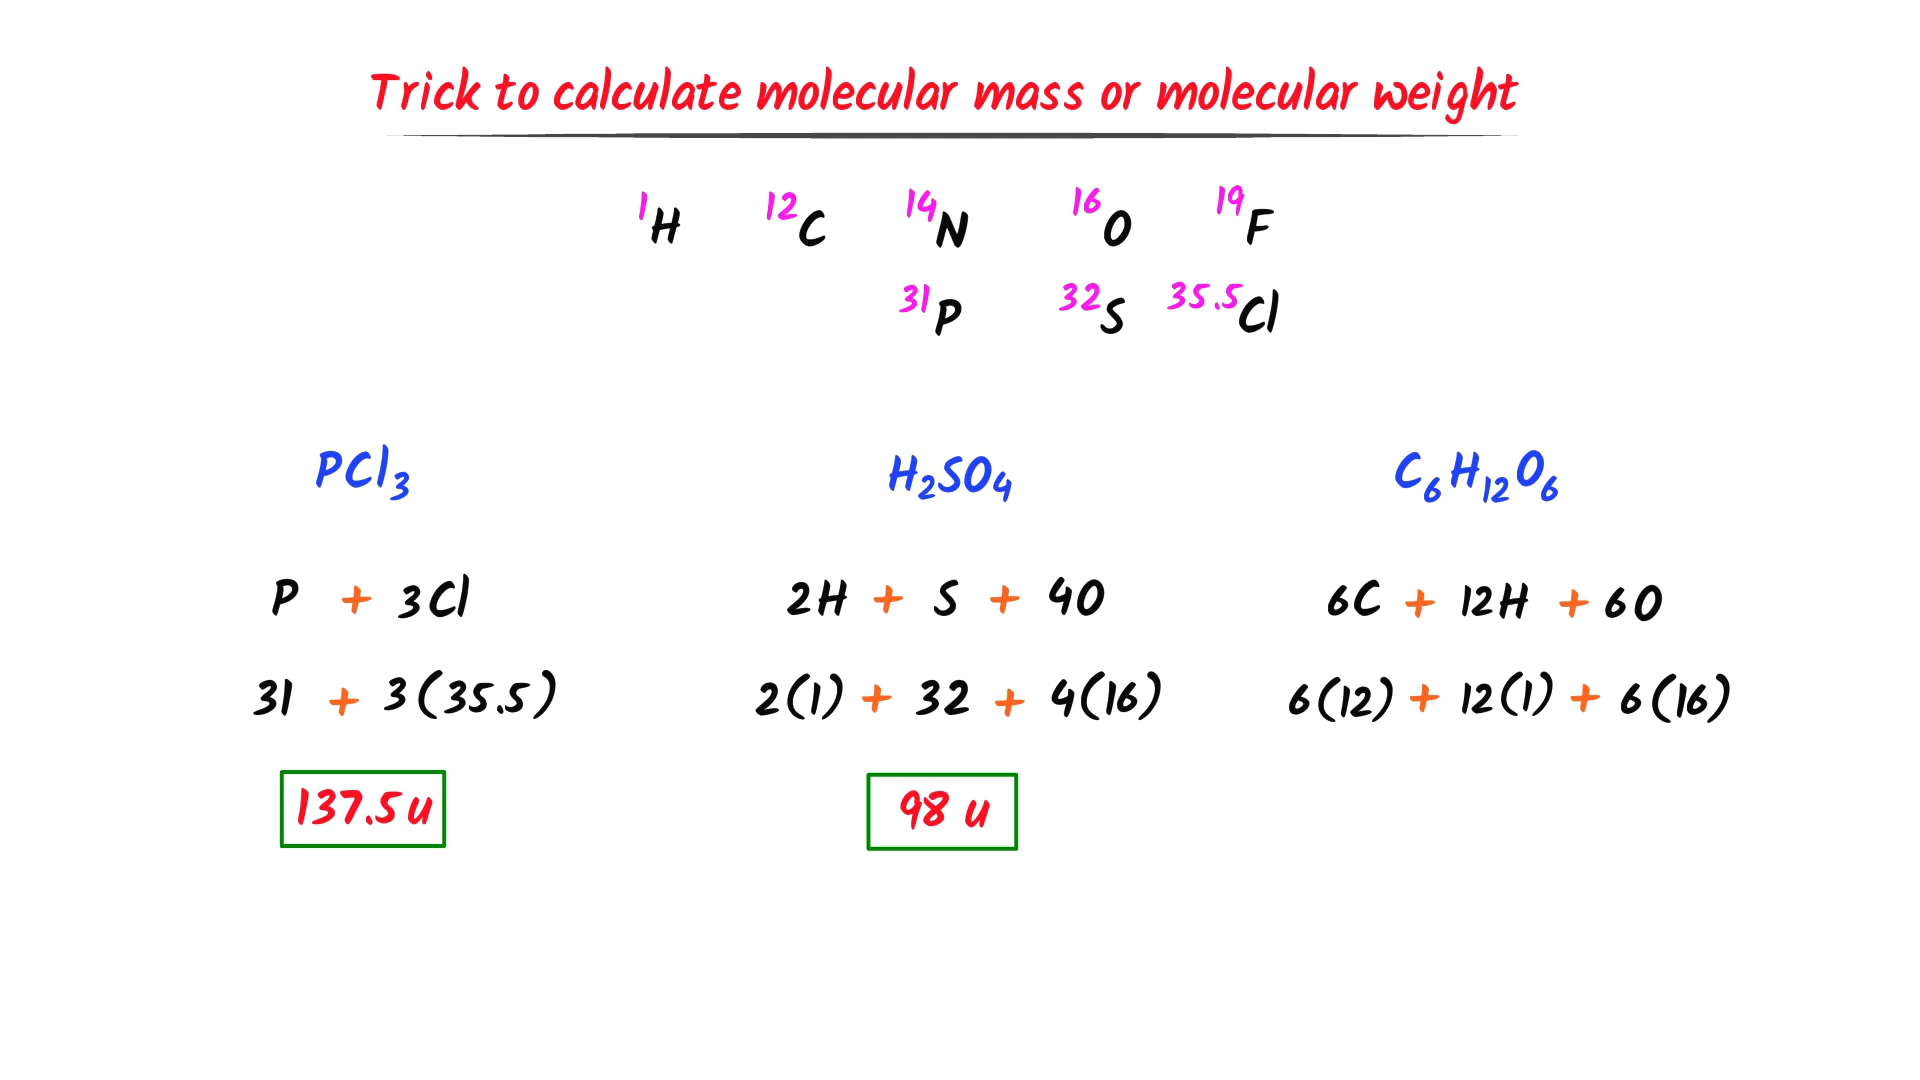 Trick to calculate molecular mass or molecular weight
¹H ¹²C ¹⁴N ¹⁶O ¹⁹F
³¹P ³²S ³⁵·⁵Cl
PCl₃ H₂SO₄ C₆H₁₂O₆
P + 3Cl 2H + S + 4O 6C + 12H + 6O
31 + 3(35.5) 2(1) + 32 + 4(16) 6(12) + 12(1) + 6(16)
137.5 u 98 u